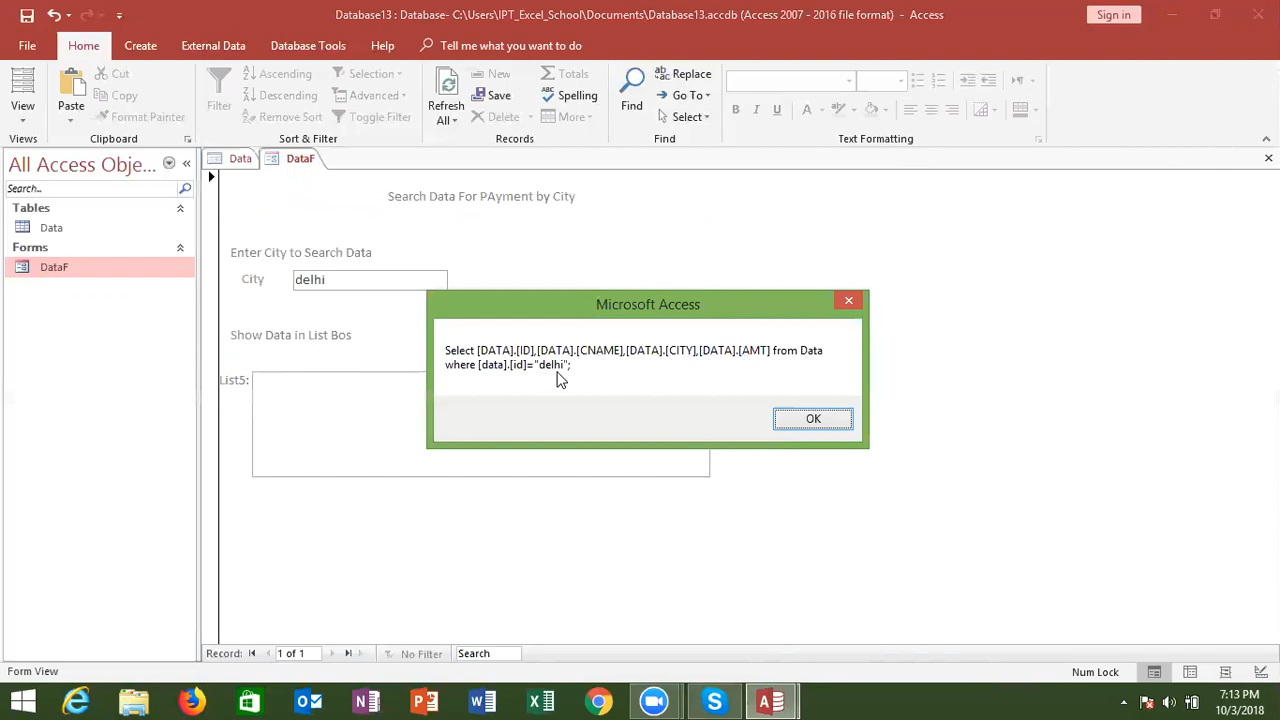 Database13 : Database- C:\Users\IPT_Excel_School\Documents\Database13.accdb (Access 2007 - 2016 file format) - Access
Sign in
File Home Create External Data Database Tools Help Tell me what you want to do
View
Views
Paste
Cut
Copy
Format Painter
Clipboard
Filter
Ascending
Descending
Remove Sort
Selection
Advanced
Toggle Filter
Sort & Filter
Refresh
All
New
Save
Delete
Totals
Spelling
More
Records
Find
Replace
Go To
Select
Find
B I U A
Text Formatting
All Access Obje...
Search...
Tables
Data
Forms
DataF
Data DataF
Search Data For PAyment by City
Enter City to Search Data
City delhi
Show Data in List Bos
List5:
Microsoft Access
Select [DATA].[ID],[DATA].[CNAME],[DATA].[CITY],[DATA].[AMT] from Data
where [data].[id]="delhi";
OK
Record: 1 of 1 No Filter Search
Form View
Num Lock
7:13 PM
10/3/2018